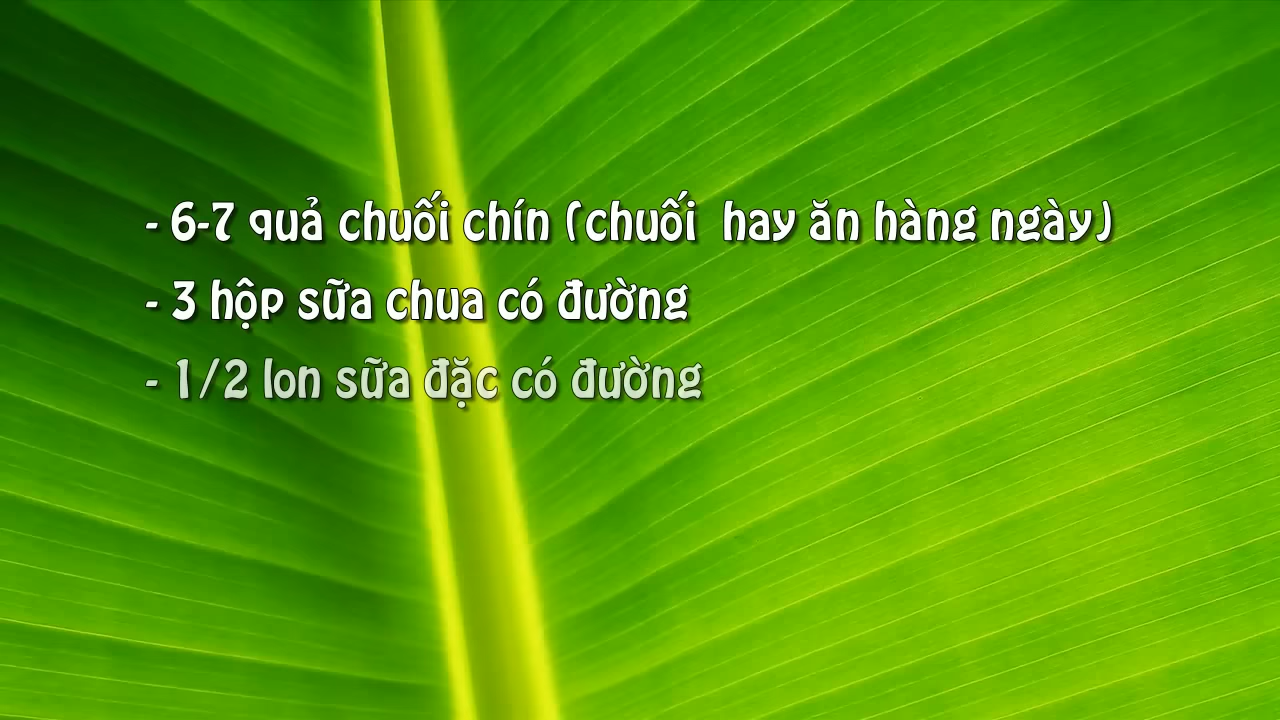 - 6-7 quả chuối chín (chuối hay ăn hàng ngày)
- 3 hộp sữa chua có đường
- 1/2 lon sữa đặc có đường